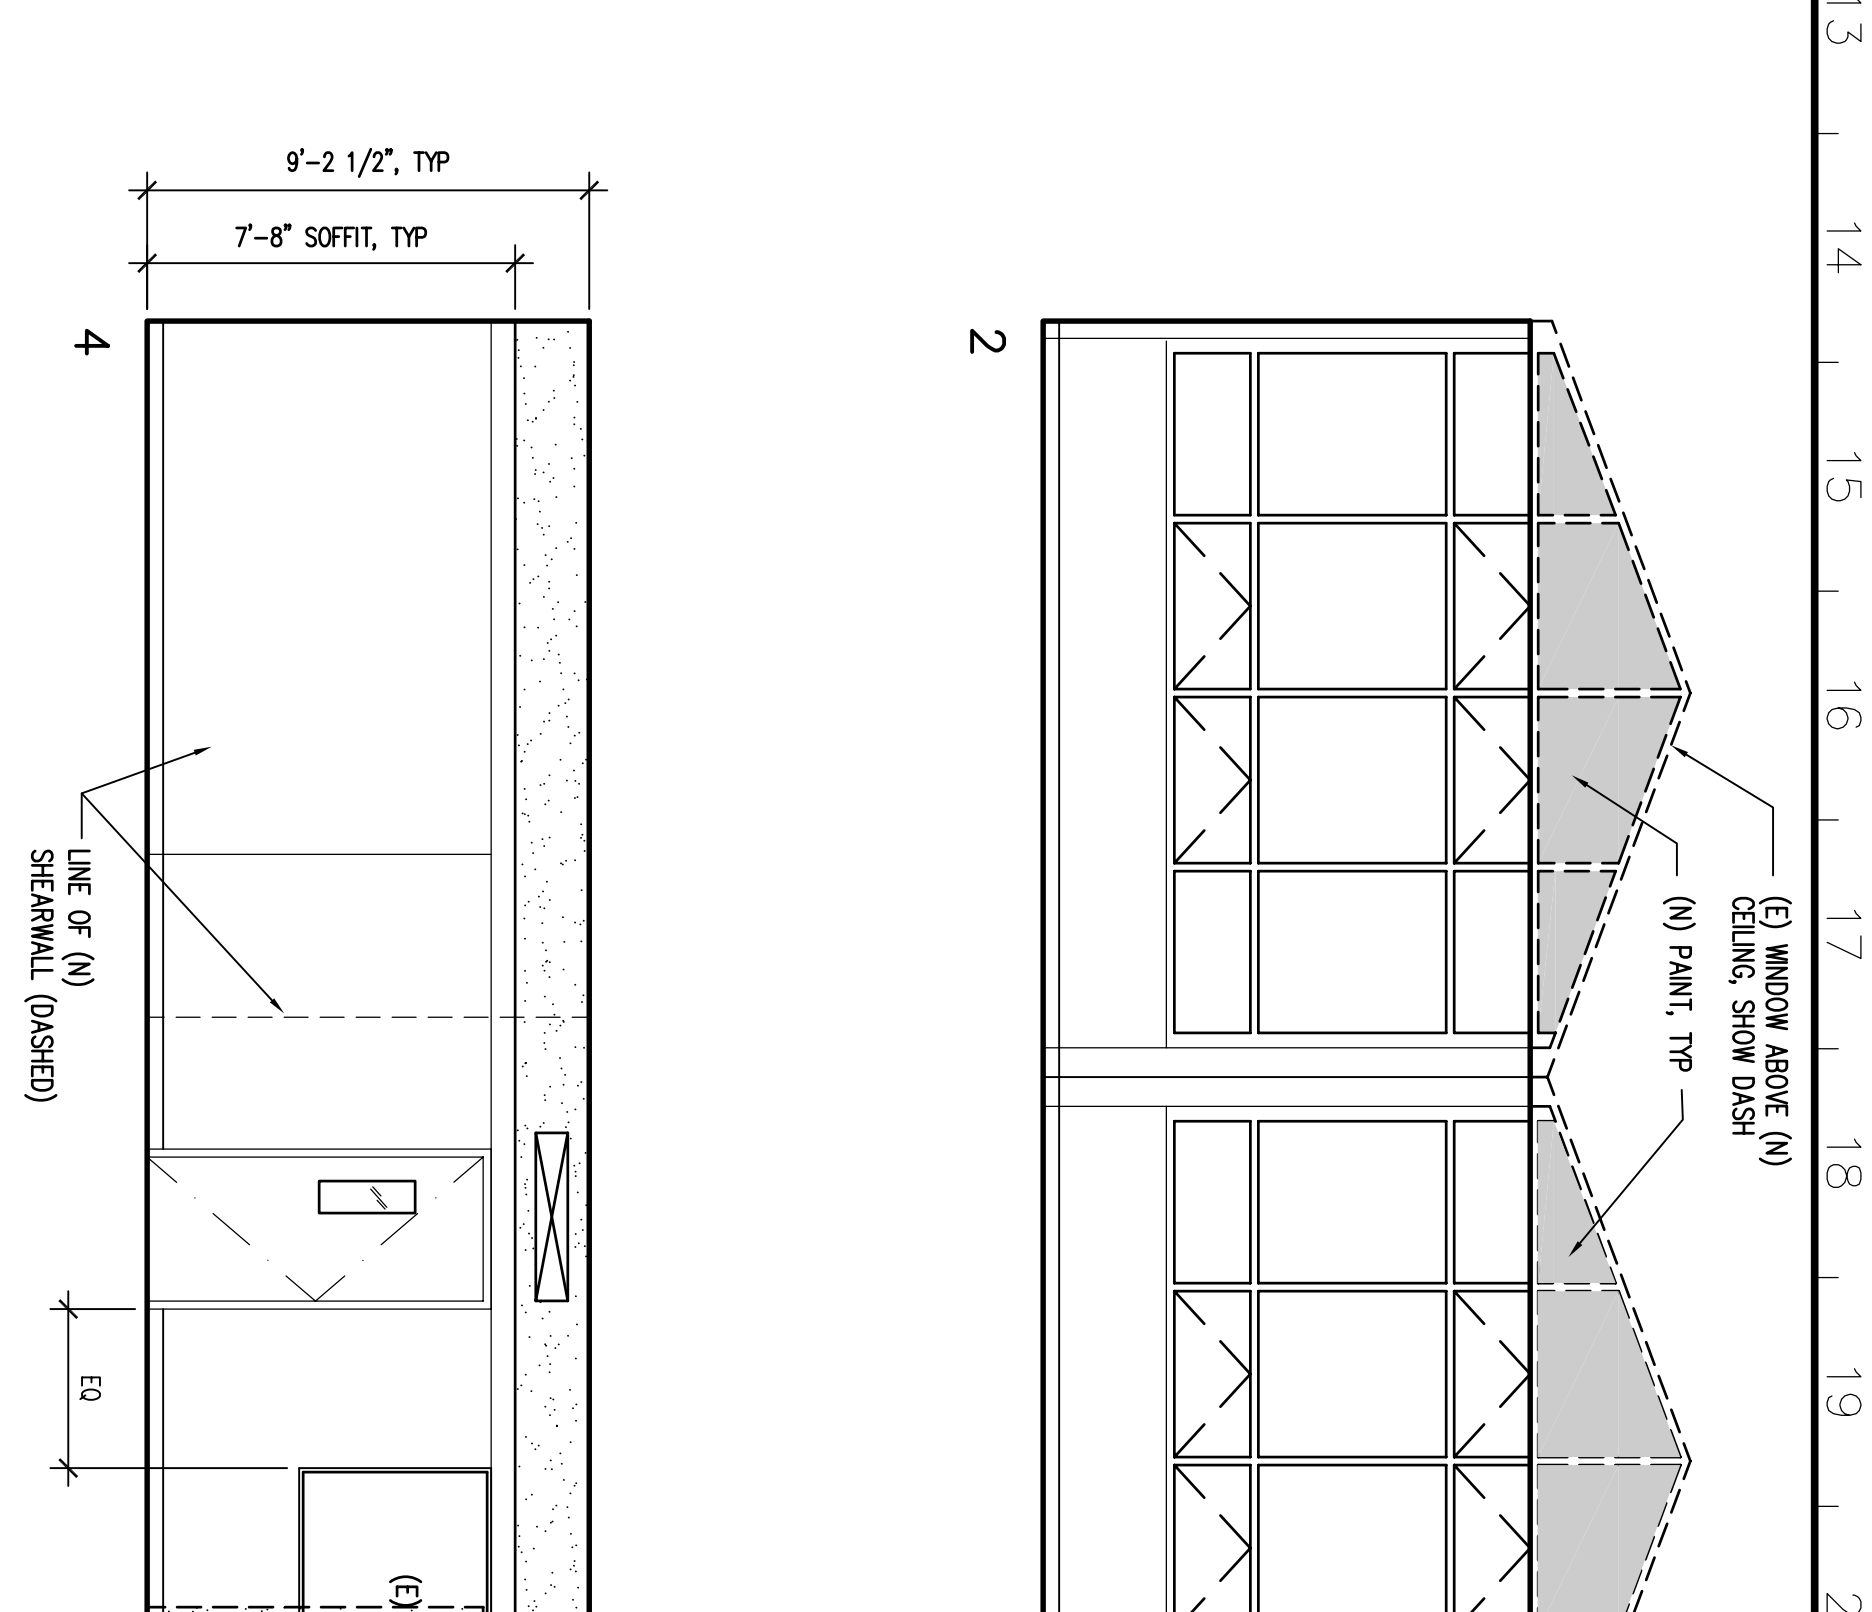 13
14
15
16
17
18
19
2
(E) WINDOW ABOVE (N)
CEILING, SHOW DASH
(N) PAINT, TYP
2
9'-2 1/2", TYP
7'-8" SOFFIT, TYP
4
LINE OF (N)
SHEARWALL (DASHED)
EQ
(E)